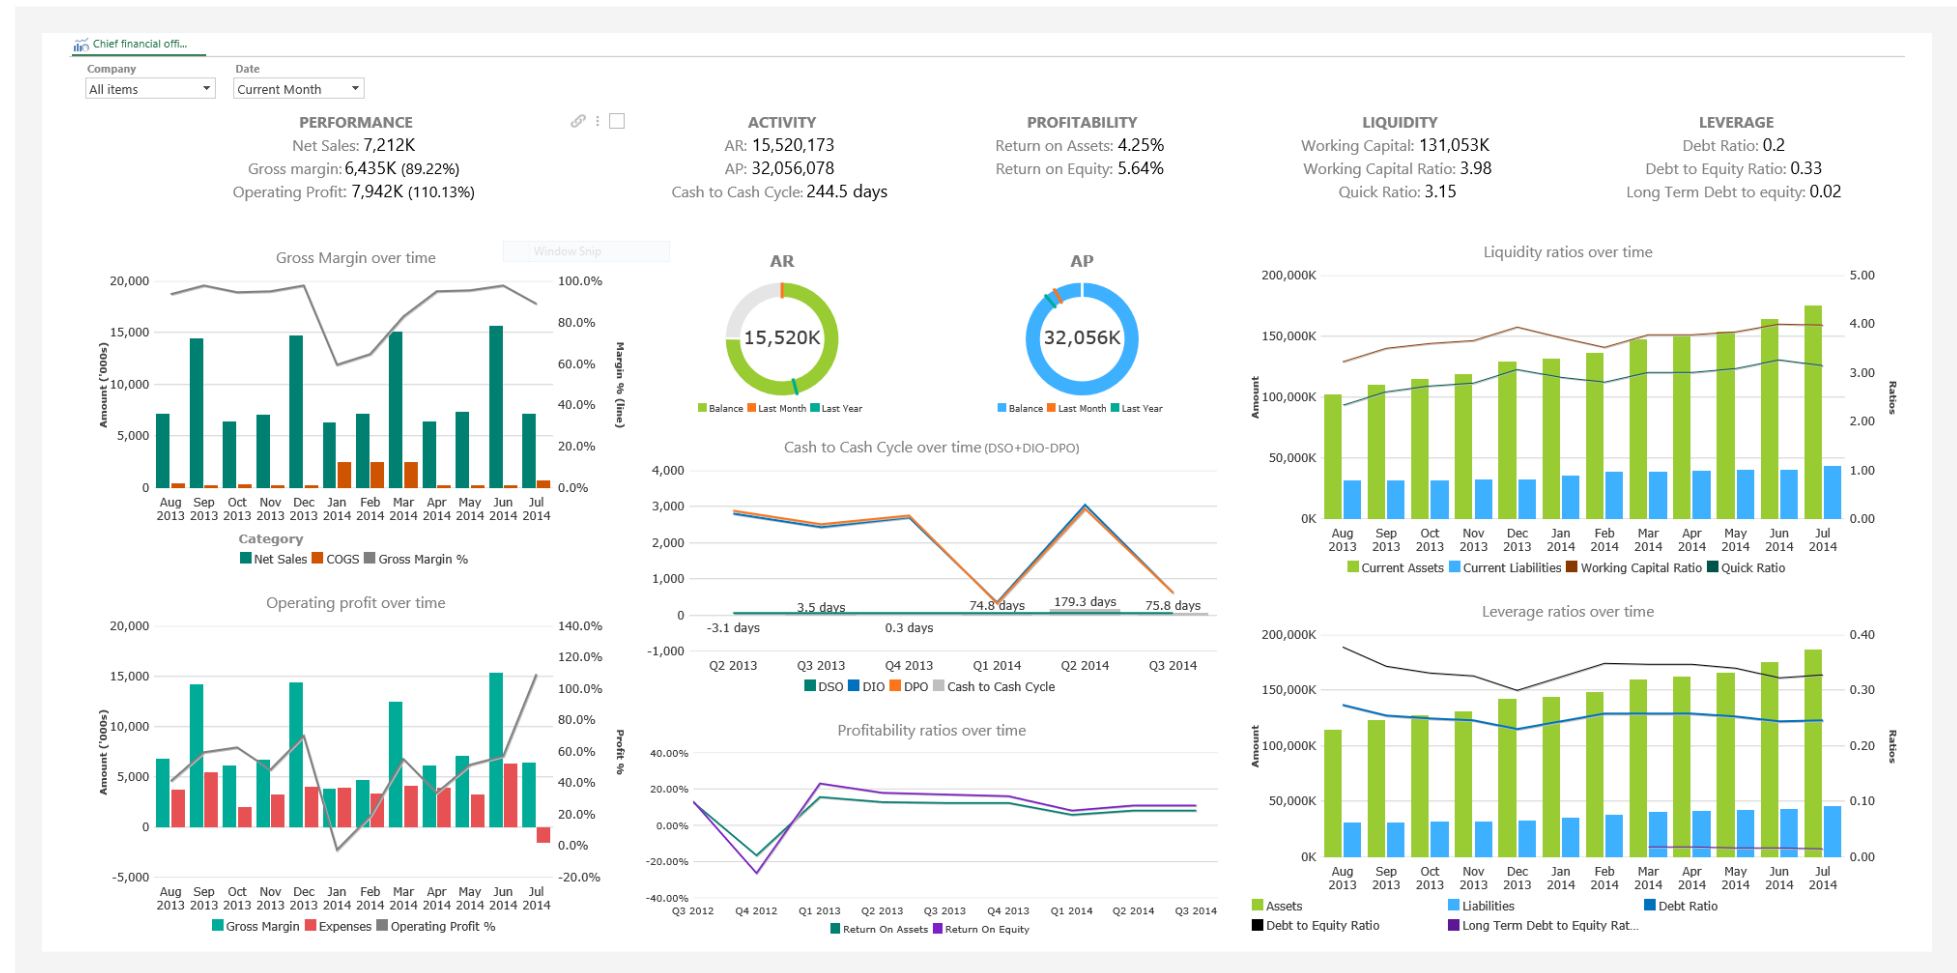 Chief financial offi...
Company
Date
All items
Current Month
PERFORMANCE
Net Sales: 7,212K
Gross margin: 6,435K (89.22%)
Operating Profit: 7,942K (110.13%)
ACTIVITY
AR: 15,520,173
AP: 32,056,078
Cash to Cash Cycle: 244.5 days
PROFITABILITY
Return on Assets: 4.25%
Return on Equity: 5.64%
LIQUIDITY
Working Capital: 131,053K
Working Capital Ratio: 3.98
Quick Ratio: 3.15
LEVERAGE
Debt Ratio: 0.2
Debt to Equity Ratio: 0.33
Long Term Debt to equity: 0.02
Window Snip
Gross Margin over time
20,000
15,000
10,000
5,000
0
Amount ('000s)
100.0%
80.0%
60.0%
40.0%
20.0%
0.0%
Margin % (line)
Aug Sep Oct Nov Dec Jan Feb Mar Apr May Jun Jul
2013 2013 2013 2013 2013 2014 2014 2014 2014 2014 2014 2014
Category
Net Sales COGS Gross Margin %
Operating profit over time
20,000
15,000
10,000
5,000
0
-5,000
Amount ('000s)
140.0%
120.0%
100.0%
80.0%
60.0%
40.0%
20.0%
0.0%
-20.0%
Profit %
Aug Sep Oct Nov Dec Jan Feb Mar Apr May Jun Jul
2013 2013 2013 2013 2013 2014 2014 2014 2014 2014 2014 2014
Gross Margin Expenses Operating Profit %
AR
15,520K
Balance Last Month Last Year
AP
32,056K
Balance Last Month Last Year
Cash to Cash Cycle over time (DSO+DIO-DPO)
4,000
3,000
2,000
1,000
0
-1,000
-3.1 days
3.5 days
0.3 days
74.8 days
179.3 days
75.8 days
Q2 2013 Q3 2013 Q4 2013 Q1 2014 Q2 2014 Q3 2014
DSO DIO DPO Cash to Cash Cycle
Profitability ratios over time
40.00%
20.00%
0.00%
-20.00%
-40.00%
Q3 2012 Q4 2012 Q1 2013 Q2 2013 Q3 2013 Q4 2013 Q1 2014 Q2 2014 Q3 2014
Return On Assets Return On Equity
Liquidity ratios over time
200,000K
150,000K
100,000K
50,000K
0K
Amount
5.00
4.00
3.00
2.00
1.00
0.00
Ratios
Aug Sep Oct Nov Dec Jan Feb Mar Apr May Jun Jul
2013 2013 2013 2013 2013 2014 2014 2014 2014 2014 2014 2014
Current Assets Current Liabilities Working Capital Ratio Quick Ratio
Leverage ratios over time
200,000K
150,000K
100,000K
50,000K
0K
Amount
0.40
0.30
0.20
0.10
0.00
Ratios
Aug Sep Oct Nov Dec Jan Feb Mar Apr May Jun Jul
2013 2013 2013 2013 2013 2014 2014 2014 2014 2014 2014 2014
Assets Liabilities Debt Ratio
Debt to Equity Ratio Long Term Debt to Equity Rat...